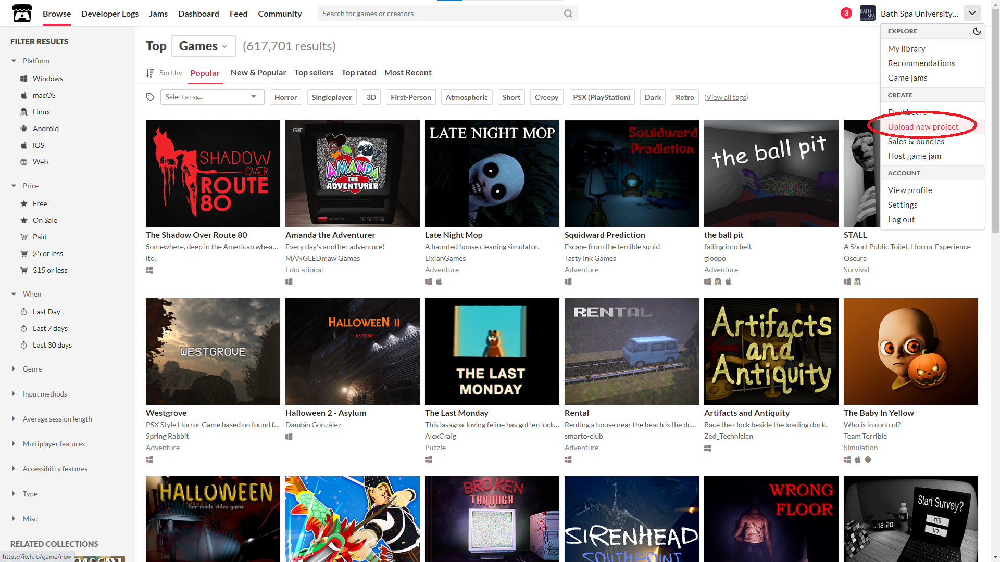 Browse Developer Logs Jams Dashboard Feed Community Search for games or creators 3 Bath Spa University...
BATH SPA UNIVERSITY
EXPLORE
My library
Recommendations
Game jams
CREATE
Dashboard
Upload new project
Sales & bundles
Host game jam
ACCOUNT
View profile
Settings
Log out
FILTER RESULTS
Platform
Windows
macOS
Linux
Android
iOS
Web
Price
Free
On Sale
Paid
$5 or less
$15 or less
When
Last Day
Last 7 days
Last 30 days
Genre
Input methods
Average session length
Multiplayer features
Accessibility features
Type
Misc
RELATED COLLECTIONS
https://itch.io/game/new
Top Games (617,701 results)
Sort by Popular New & Popular Top sellers Top rated Most Recent
Select a tag... Horror Singleplayer 3D First-Person Atmospheric Short Creepy PSX (PlayStation) Dark Retro (View all tags)
SHADOW
OVER
ROUTE
80
The Shadow Over Route 80
Somewhere, deep in the American whea...
ito.
GIF
AMANDA
THE
ADVENTURER
Amanda the Adventurer
Every day's another adventure!
MANGLEDmaw Games
Educational
LATE NIGHT MOP
Late Night Mop
A haunted house cleaning simulator.
LixianGames
Adventure
Squidward
Prediction
Squidward Prediction
Escape from the terrible squid
Tasty Ink Games
Adventure
the ball pit
the ball pit
falling into hell.
gloopo
Adventure
STALL
A Short Public Toilet, Horror Experience
Oscura
Survival
WESTGROVE
Westgrove
PSX Style Horror Game based on found f...
Spring Rabbit
Adventure
HALLOWEEN II
ASYLUM
Halloween 2 - Asylum
Damián González
THE LAST
MONDAY
The Last Monday
This lasagna-loving feline has gotten lock...
AlexCraig
Puzzle
RENTAL
Rental
Renting a house near the beach is the dr...
smarto-club
Adventure
Artifacts
and
Antiquity
Artifacts and Antiquity
Race the clock beside the loading dock.
Zed_Technician
The Baby In Yellow
Who is in control?
Team Terrible
Simulation
HALLOWEEN
fan-made video game
BROKEN
THROUGH
SIRENHEAD
SOUTHPOINT
WRONG
FLOOR
Start Survey?
YES
NO
12:20